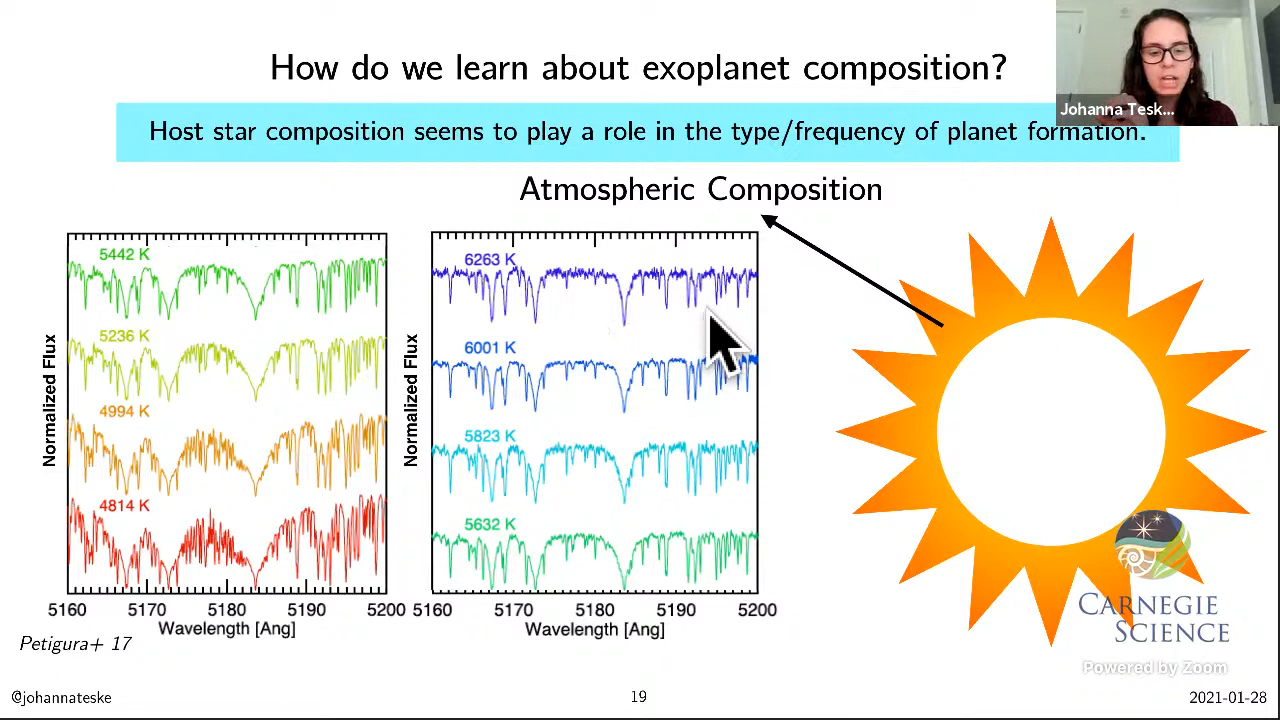 How do we learn about exoplanet composition?
Johanna Tesk...
Host star composition seems to play a role in the type/frequency of planet formation.
Atmospheric Composition
5442 K
5236 K
4994 K
4814 K
Normalized Flux
5160 5170 5180 5190 5200
Wavelength [Ang]
6263 K
6001 K
5823 K
5632 K
Normalized Flux
5160 5170 5180 5190 5200
Wavelength [Ang]
Petigura+ 17
CARNEGIE
SCIENCE
Powered by Zoom
©johannateske
19
2021-01-28